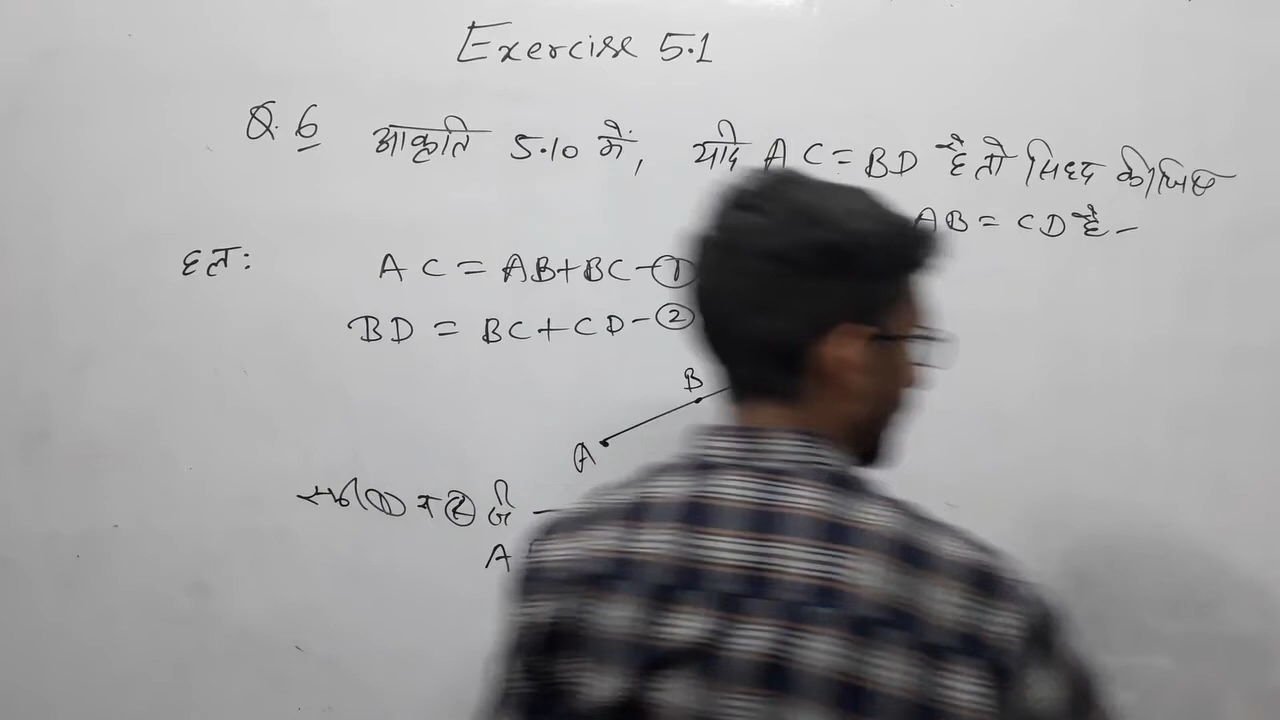 Exercise 5.1
Q. 6 आकृति 5.10 में, यदि AC = BD है तो सिद्ध कीजिए
AB = CD है -
हल:
AC = AB+BC-①
BD = BC+CD-②
B
A
समी① व ② से -
A